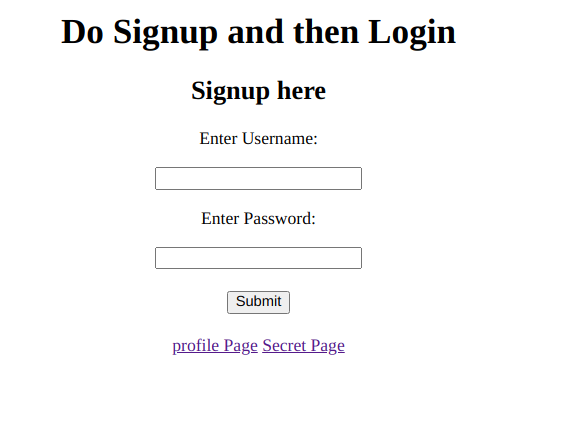 Do Signup and then Login
Signup here
Enter Username:
Enter Password:
Submit
profile Page Secret Page